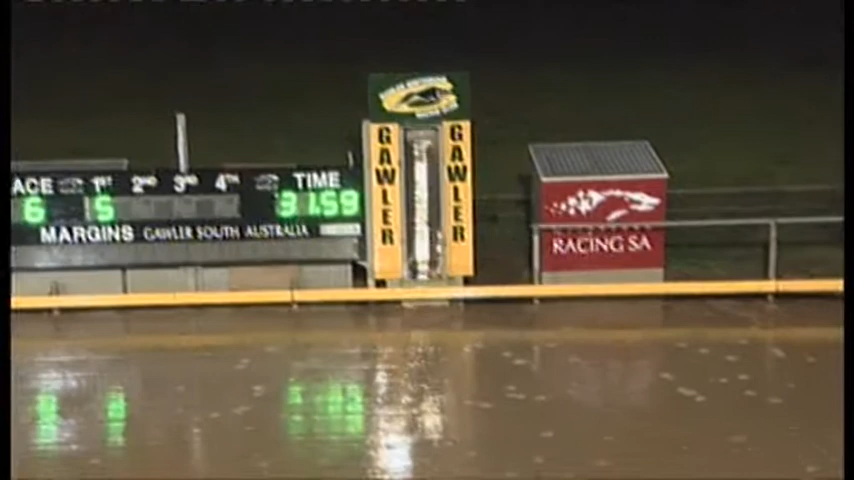 GAWLER
GAWLER
ACE 1st 2nd 3rd 4th TIME
6 5 31.59
MARGINS GAWLER SOUTH AUSTRALIA
RACING SA